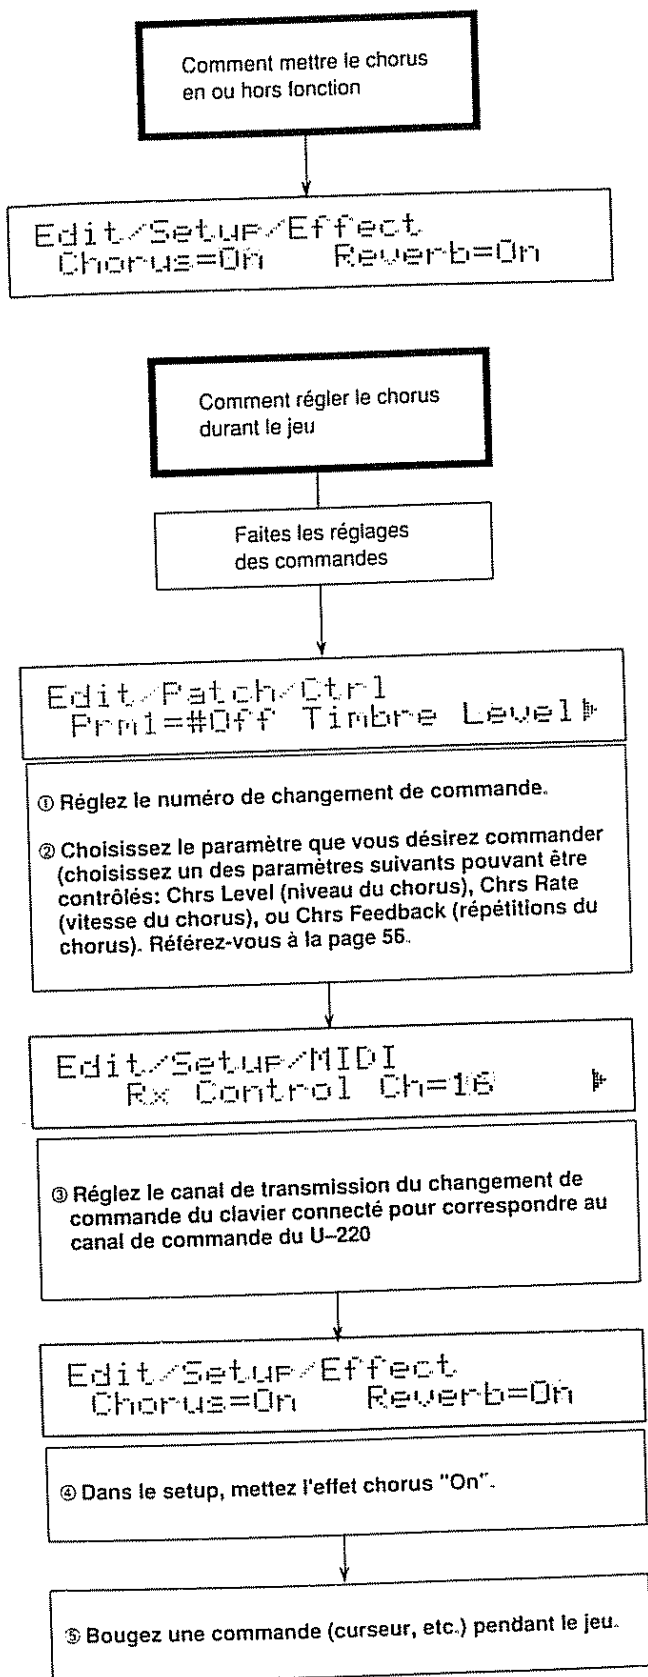 Comment mettre le chorus
en ou hors fonction
Edit/Setup/Effect
Chorus=On Reverb=On
Comment régler le chorus
durant le jeu
Faites les réglages
des commandes
Edit/Patch/Ctrl
Prm1=#Off Timbre Level
① Réglez le numéro de changement de commande.
② Choisissez le paramètre que vous désirez commander
(choisissez un des paramètres suivants pouvant être
contrôlés: Chrs Level (niveau du chorus), Chrs Rate
(vitesse du chorus), ou Chrs Feedback (répétitions du
chorus). Référez-vous à la page 56.
Edit/Setup/MIDI
Rx Control Ch=16
③ Réglez le canal de transmission du changement de
commande du clavier connecté pour correspondre au
canal de commande du U–220
Edit/Setup/Effect
Chorus=On Reverb=On
④ Dans le setup, mettez l'effet chorus "On".
⑤ Bougez une commande (curseur, etc.) pendant le jeu.